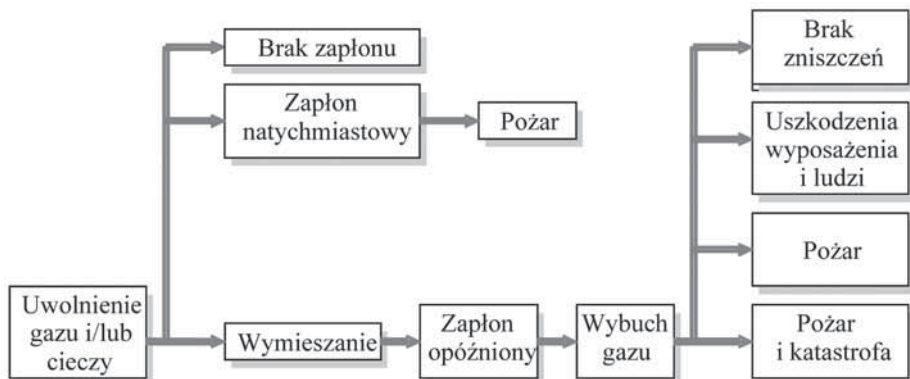 Brak zapłonu
Zapłon
natychmiastowy
Pożar
Uwolnienie
gazu i/lub
cieczy
Wymieszanie
Zapłon
opóźniony
Wybuch
gazu
Brak
zniszczeń
Uszkodzenia
wyposażenia
i ludzi
Pożar
Pożar
i katastrofa